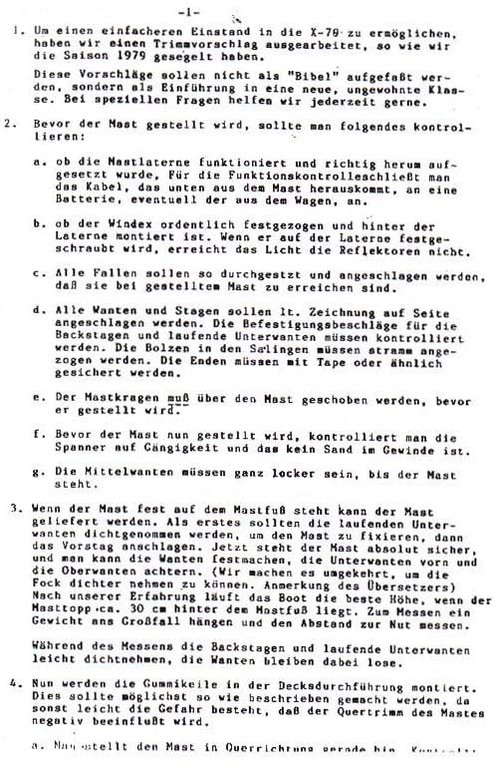 -1-
1. Um einen einfacheren Einstand in die X-79 zu ermöglichen,
haben wir einen Trimmvorschlag ausgearbeitet, so wie wir
die Saison 1979 gesegelt haben.
Diese Vorschläge sollen nicht als "Bibel" aufgefaßt wer-
den, sondern als Einführung in eine neue, ungewohnte Klas-
se. Bei speziellen Fragen helfen wir jederzeit gerne.
2. Bevor der Mast gestellt wird, sollte man folgendes kontrol-
lieren:
a. ob die Mastlaterne funktioniert und richtig herum auf-
gesetzt wurde, Für die Funktionskontrolleschließt man
das Kabel, das unten aus dem Mast herauskommt, an eine
Batterie, eventuell der aus dem Wagen, an.
b. ob der Windex ordentlich festgezogen und hinter der
Laterne montiert ist. Wenn er auf der Laterne festge-
schraubt wird, erreicht das Licht die Reflektoren nicht.
c. Alle Fallen sollen so durchgestzt und angeschlagen werden,
daß sie bei gestelltem Mast zu erreichen sind.
d. Alle Wanten und Stagen sollen lt. Zeichnung auf Seite
angeschlagen werden. Die Befestigungsbeschläge für die
Backstagen und laufende Unterwanten müssen kontrolliert
werden. Die Bolzen in den Salingen müssen stramm ange-
zogen werden. Die Enden müssen mit Tape oder ähnlich
gesichert werden.
e. Der Mastkragen muß über den Mast geschoben werden, bevor
er gestellt wird.
f. Bevor der Mast nun gestellt wird, kontrolliert man die
Spanner auf Gängigkeit und das kein Sand im Gewinde ist.
g. Die Mittelwanten müssen ganz locker sein, bis der Mast
steht.
3. Wenn der Mast fest auf dem Mastfuß steht kann der Mast
geliefert werden. Als erstes sollten die laufenden Unter-
wanten dichtgenommen werden, um den Mast zu fixieren, dann
das Vorstag anschlagen. Jetzt steht der Mast absolut sicher,
und man kann die Wanten festmachen, die Unterwanten vorn und
die Oberwanten achtern. (Wir machen es umgekehrt, um die
Fock dichter nehmen zu können. Anmerkung des Übersetzers)
Nach unserer Erfahrung läuft das Boot die beste Höhe, wenn der
Masttopp ca. 30 cm hinter dem Mastfuß liegt. Zum Messen ein
Gewicht ans Großfall hängen und den Abstand zur Nut messen.
Während des Messens die Backstagen und laufende Unterwanten
leicht dichtnehmen, die Wanten bleiben dabei lose.
4. Nun werden die Gummikeile in der Decksdurchführung montiert.
Dies sollte möglichst so wie beschrieben gemacht werden, da
sonst leicht die Gefahr besteht, daß der Quertrimm des Mastes
negativ beeinflußt wird.
a. Man stellt den Mast in Querrichtung gerade hin.